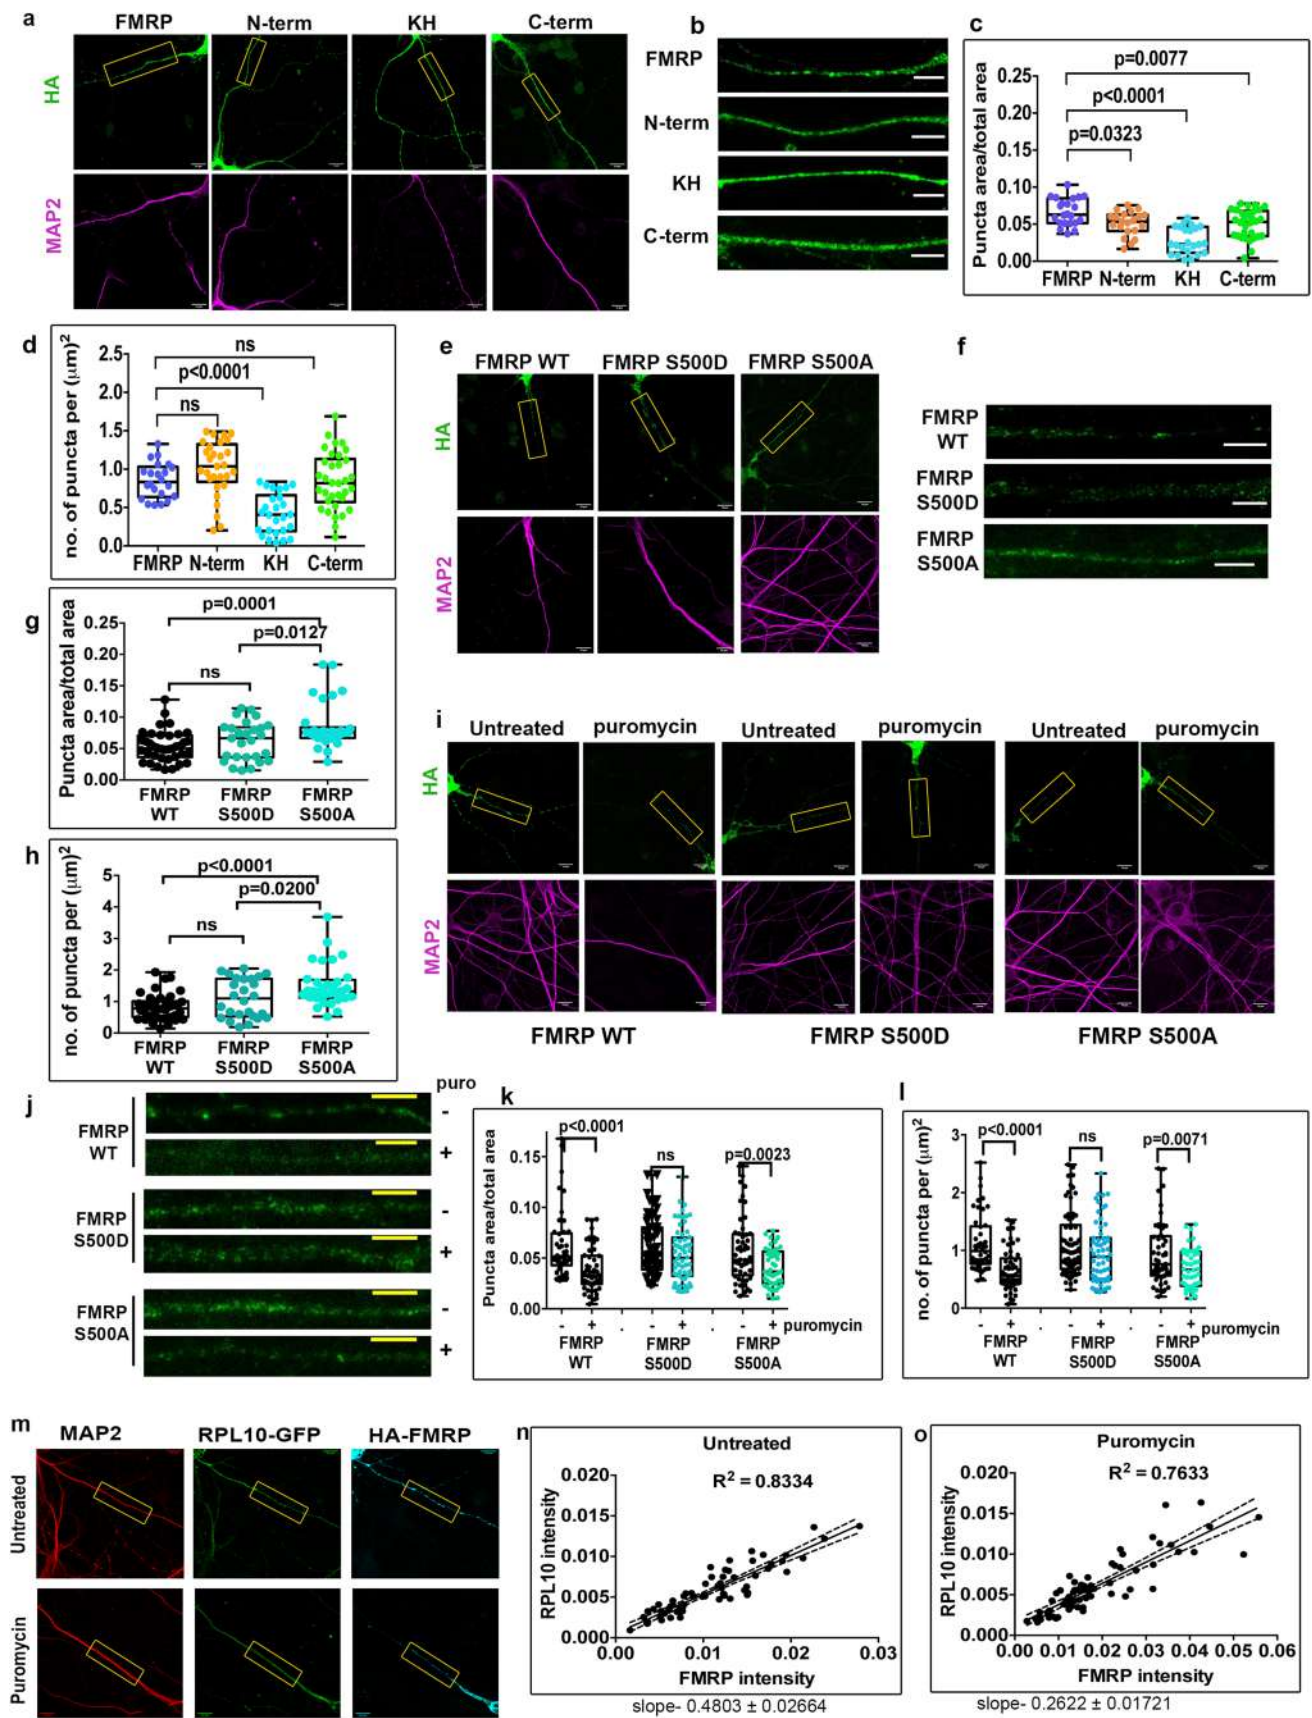 a
FMRP N-term KH C-term
HA
MAP2
b
FMRP
N-term
KH
C-term
c
Puncta area/total area
p=0.0077
p<0.0001
p=0.0323
0.25
0.20
0.15
0.10
0.05
0.00
FMRP N-term KH C-term
d
no. of puncta per (μm)²
ns
p<0.0001
ns
2.5
2.0
1.5
1.0
0.5
0.0
FMRP N-term KH C-term
e
FMRP WT FMRP S500D FMRP S500A
HA
MAP2
f
FMRP
WT
FMRP
S500D
FMRP
S500A
g
Puncta area/total area
p=0.0001
p=0.0127
ns
0.25
0.20
0.15
0.10
0.05
0.00
FMRP FMRP FMRP
WT S500D S500A
h
no. of puncta per (μm)²
p<0.0001
p=0.0200
ns
5
4
3
2
1
0
FMRP FMRP FMRP
WT S500D S500A
i
Untreated puromycin Untreated puromycin Untreated puromycin
HA
MAP2
FMRP WT FMRP S500D FMRP S500A
j
puro
FMRP
WT
-
+
FMRP
S500D
-
+
FMRP
S500A
-
+
k
Puncta area/total area
p<0.0001
ns
p=0.0023
0.15
0.10
0.05
0.00
- + . - + . - + puromycin
FMRP FMRP FMRP
WT S500D S500A
l
no. of puncta per (μm)²
p<0.0001
ns
p=0.0071
3
2
1
0
- + . - + . - + puromycin
FMRP FMRP FMRP
WT S500D S500A
m
MAP2 RPL10-GFP HA-FMRP
Untreated
Puromycin
n
Untreated
R² = 0.8334
RPL10 intensity
0.020
0.015
0.010
0.005
0.000
0.00 0.01 0.02 0.03
FMRP intensity
slope- 0.4803 ± 0.02664
o
Puromycin
R² = 0.7633
RPL10 intensity
0.020
0.015
0.010
0.005
0.000
0.00 0.01 0.02 0.03 0.04 0.05 0.06
FMRP intensity
slope- 0.2622 ± 0.01721